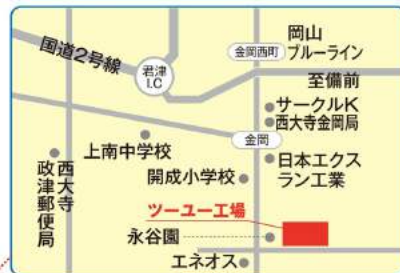 国道2号線
君津
I.C
金岡西町
岡山
ブルーライン
至備前
サークルK
西大寺金岡局
金岡
上南中学校
日本エクス
ラン工業
開成小学校
西大寺
政津郵便局
ツーユー工場
永谷園
エネオス